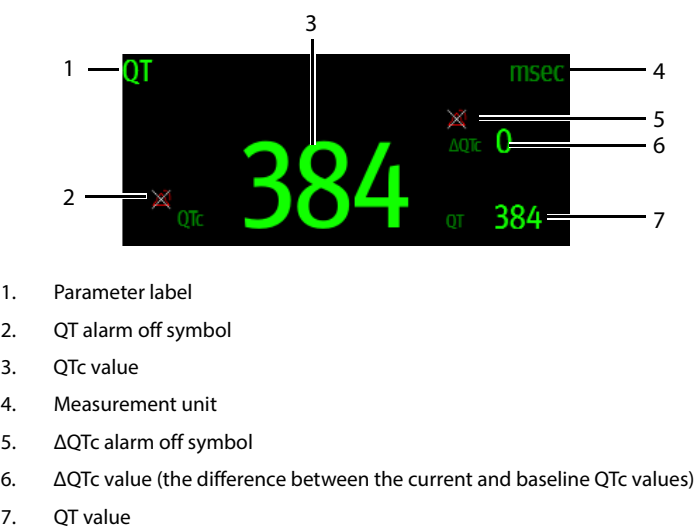 3
1 QT msec 4
5
ΔQTc 0 6
384
2 QTc QT 384 7
1. Parameter label
2. QT alarm off symbol
3. QTc value
4. Measurement unit
5. ΔQTc alarm off symbol
6. ΔQTc value (the difference between the current and baseline QTc values)
7. QT value